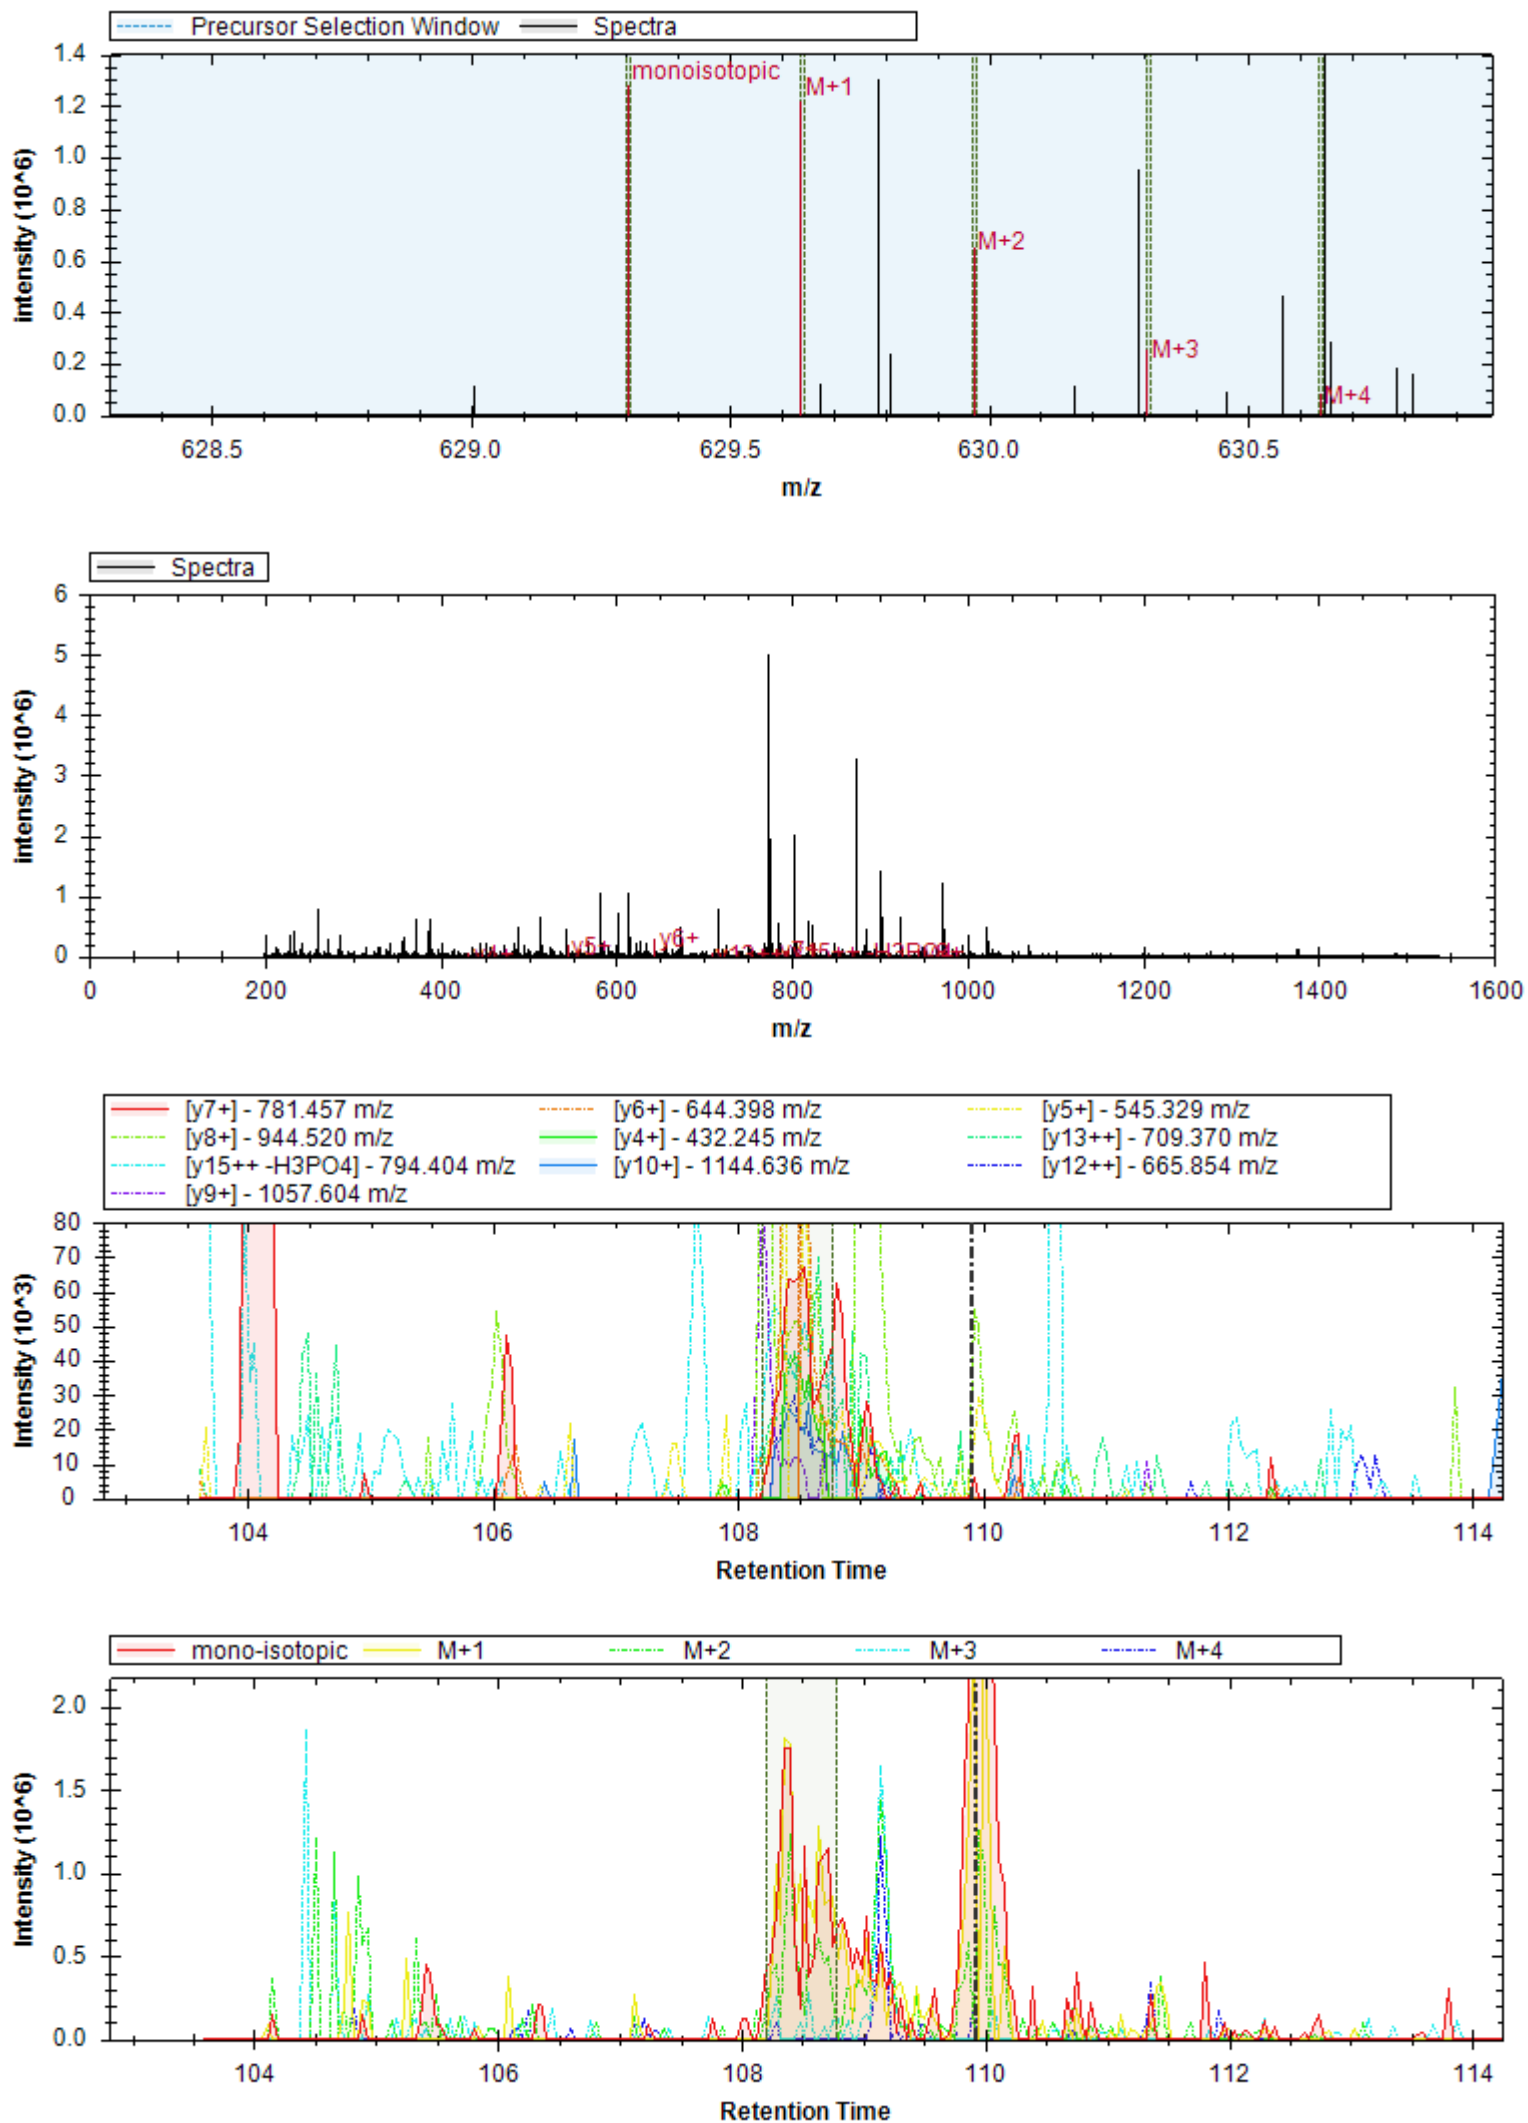 Precursor Selection Window Spectra
1.4
1.2
1.0
0.8
0.6
0.4
0.2
0.0
intensity (10^6)
monoisotopic
M+1
M+2
M+3
M+4
628.5 629.0 629.5 630.0 630.5
m/z
Spectra
6
5
4
3
2
1
0
intensity (10^6)
y5+
y6+
0 200 400 600 800 1000 1200 1400 1600
m/z
[y7+] - 781.457 m/z [y6+] - 644.398 m/z [y5+] - 545.329 m/z
[y8+] - 944.520 m/z [y4+] - 432.245 m/z [y13++] - 709.370 m/z
[y15++ -H3PO4] - 794.404 m/z [y10+] - 1144.636 m/z [y12++] - 665.854 m/z
[y9+] - 1057.604 m/z
80
70
60
50
40
30
20
10
0
Intensity (10^3)
104 106 108 110 112 114
Retention Time
mono-isotopic M+1 M+2 M+3 M+4
2.0
1.5
1.0
0.5
0.0
Intensity (10^6)
104 106 108 110 112 114
Retention Time